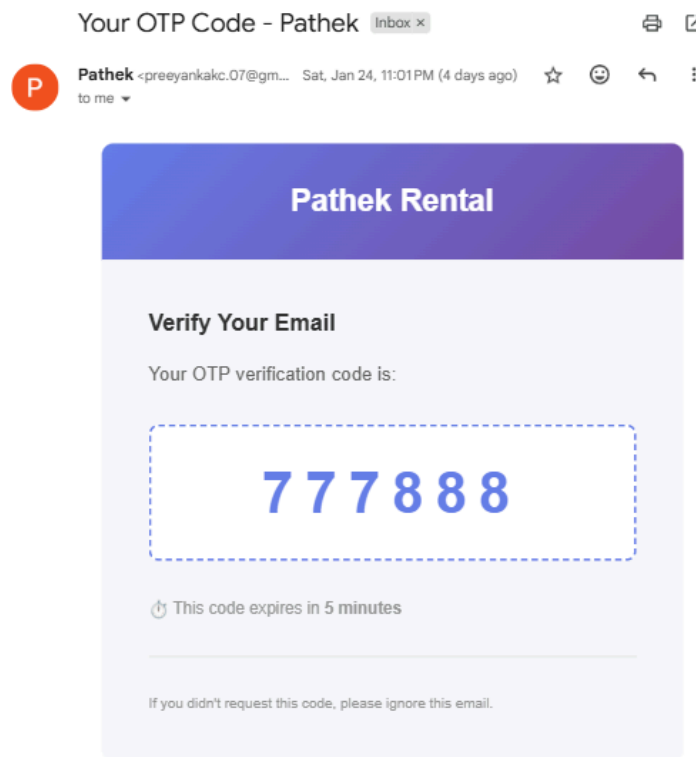 Your OTP Code - Pathek Inbox ×
P
Pathek <preeyankakc.07@gm... Sat, Jan 24, 11:01 PM (4 days ago)
to me
Pathek Rental
Verify Your Email
Your OTP verification code is:
777888
This code expires in 5 minutes
If you didn't request this code, please ignore this email.